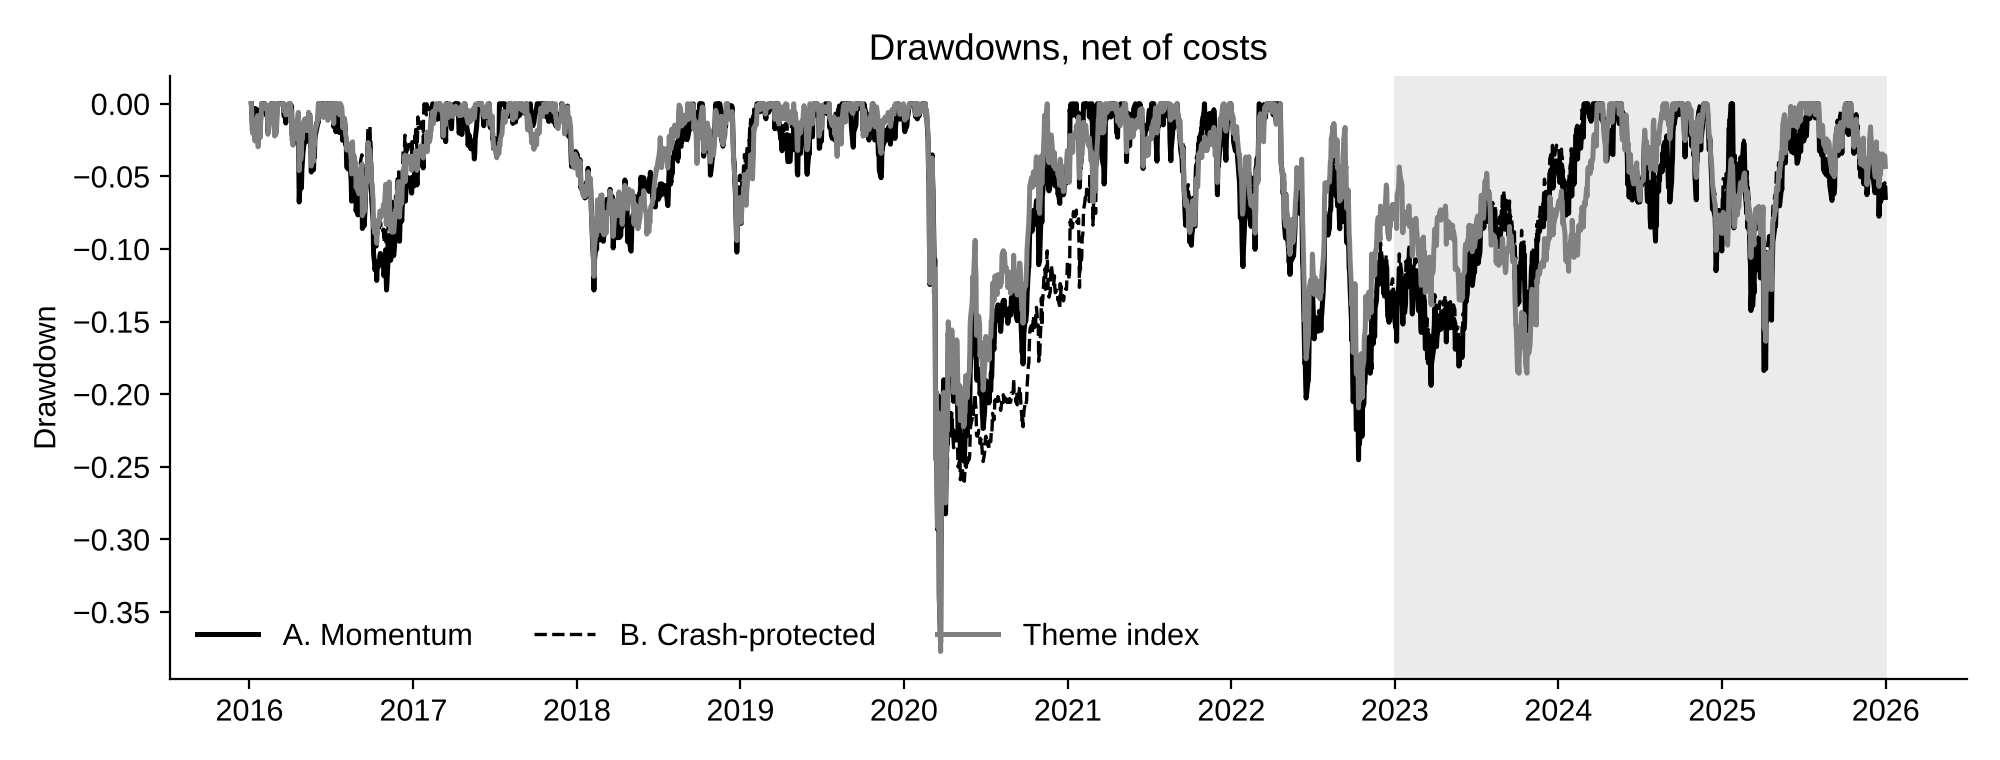 Drawdowns, net of costs
Drawdown
0.00
−0.05
−0.10
−0.15
−0.20
−0.25
−0.30
−0.35
A. Momentum B. Crash-protected Theme index
2016 2017 2018 2019 2020 2021 2022 2023 2024 2025 2026